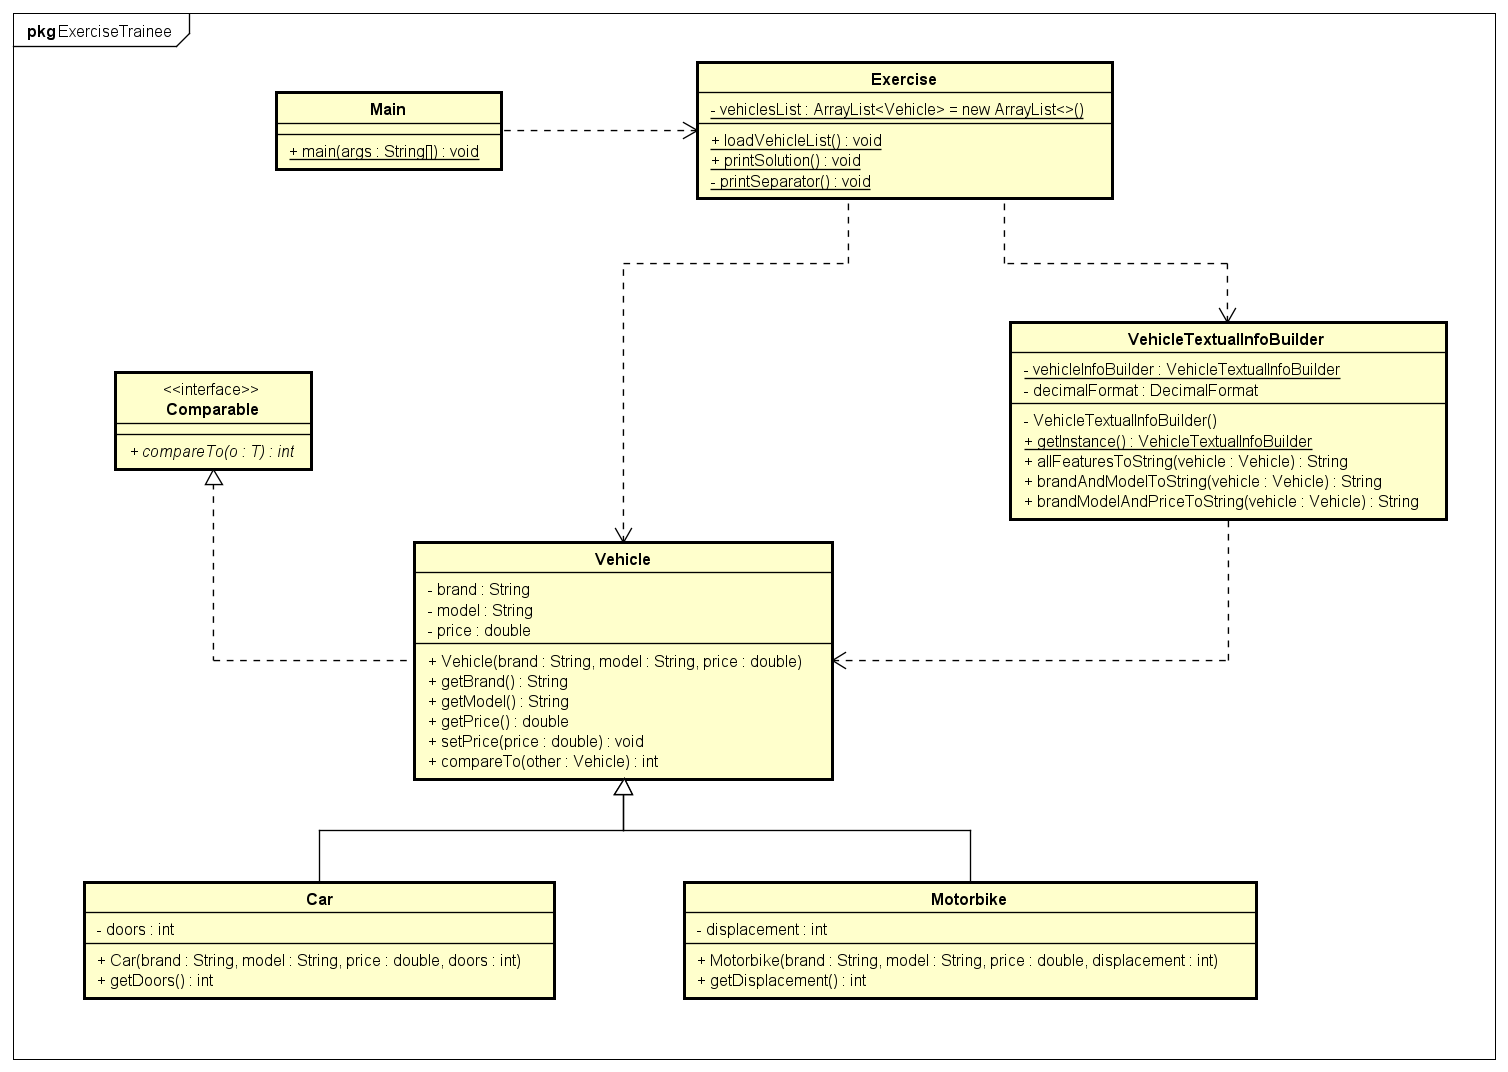 pkg ExerciseTrainee
Main
+ main(args : String[]) : void
Exercise
- vehiclesList : ArrayList<Vehicle> = new ArrayList<>()
+ loadVehicleList() : void
+ printSolution() : void
- printSeparator() : void
VehicleTextualInfoBuilder
- vehicleInfoBuilder : VehicleTextualInfoBuilder
- decimalFormat : DecimalFormat
- VehicleTextualInfoBuilder()
+ getInstance() : VehicleTextualInfoBuilder
+ allFeaturesToString(vehicle : Vehicle) : String
+ brandAndModelToString(vehicle : Vehicle) : String
+ brandModelAndPriceToString(vehicle : Vehicle) : String
<<interface>>
Comparable
+ compareTo(o : T) : int
Vehicle
- brand : String
- model : String
- price : double
+ Vehicle(brand : String, model : String, price : double)
+ getBrand() : String
+ getModel() : String
+ getPrice() : double
+ setPrice(price : double) : void
+ compareTo(other : Vehicle) : int
Car
- doors : int
+ Car(brand : String, model : String, price : double, doors : int)
+ getDoors() : int
Motorbike
- displacement : int
+ Motorbike(brand : String, model : String, price : double, displacement : int)
+ getDisplacement() : int